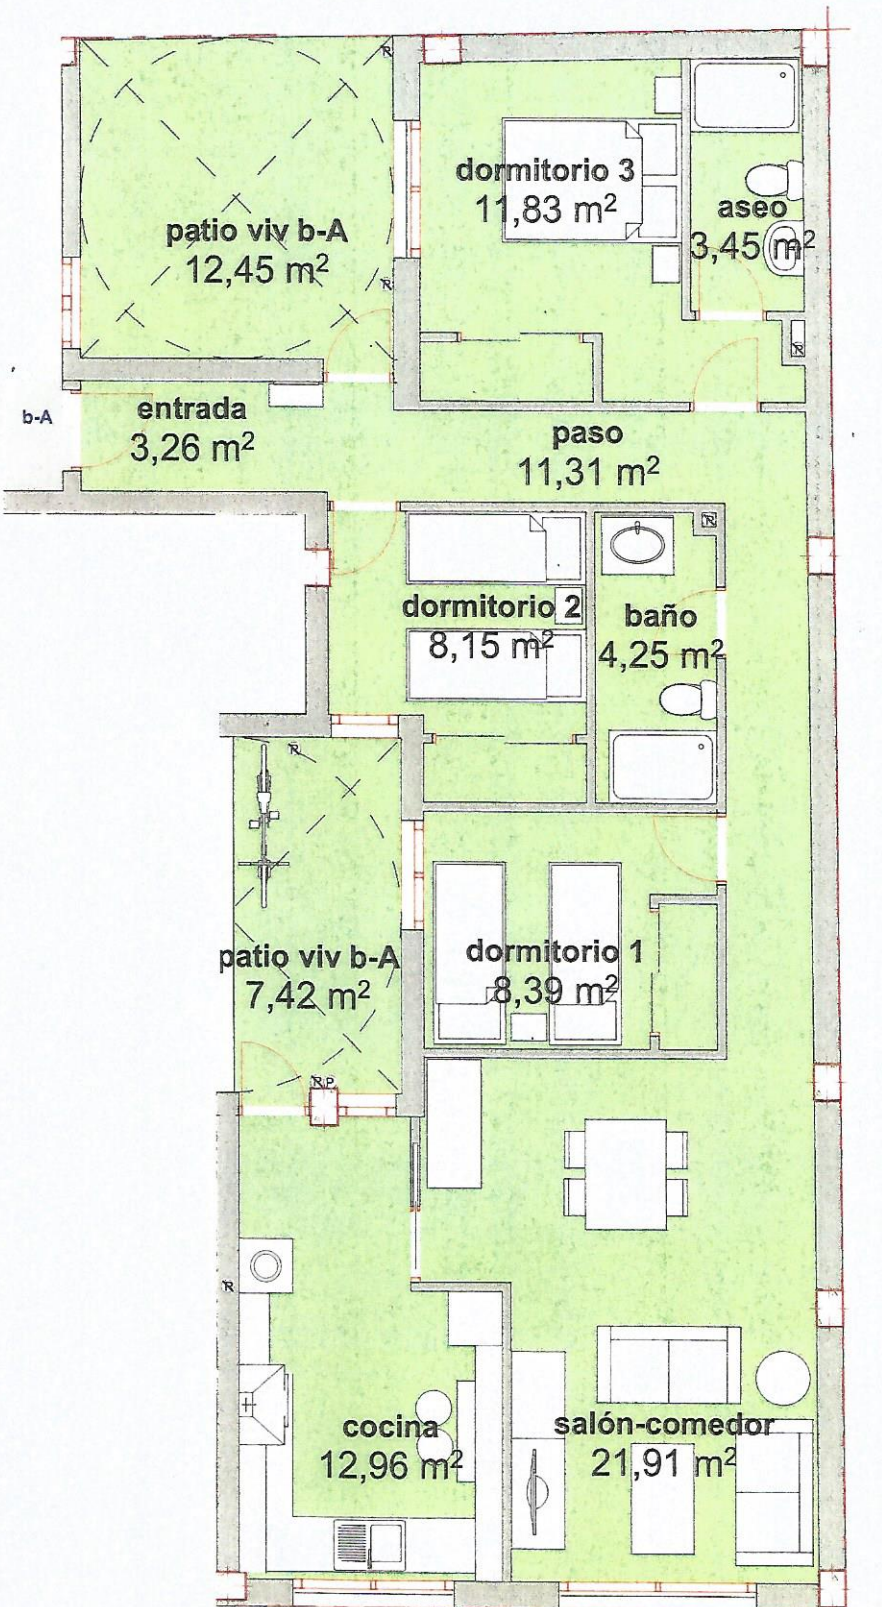 dormitorio 3
11,83 m²
aseo
3,45 m²
patio viv b-A
12,45 m²
b-A
entrada
3,26 m²
paso
11,31 m²
dormitorio 2
8,15 m²
baño
4,25 m²
patio viv b-A
7,42 m²
dormitorio 1
8,39 m²
cocina
12,96 m²
salón-comedor
21,91 m²
R
R
R
R
R
R P
R